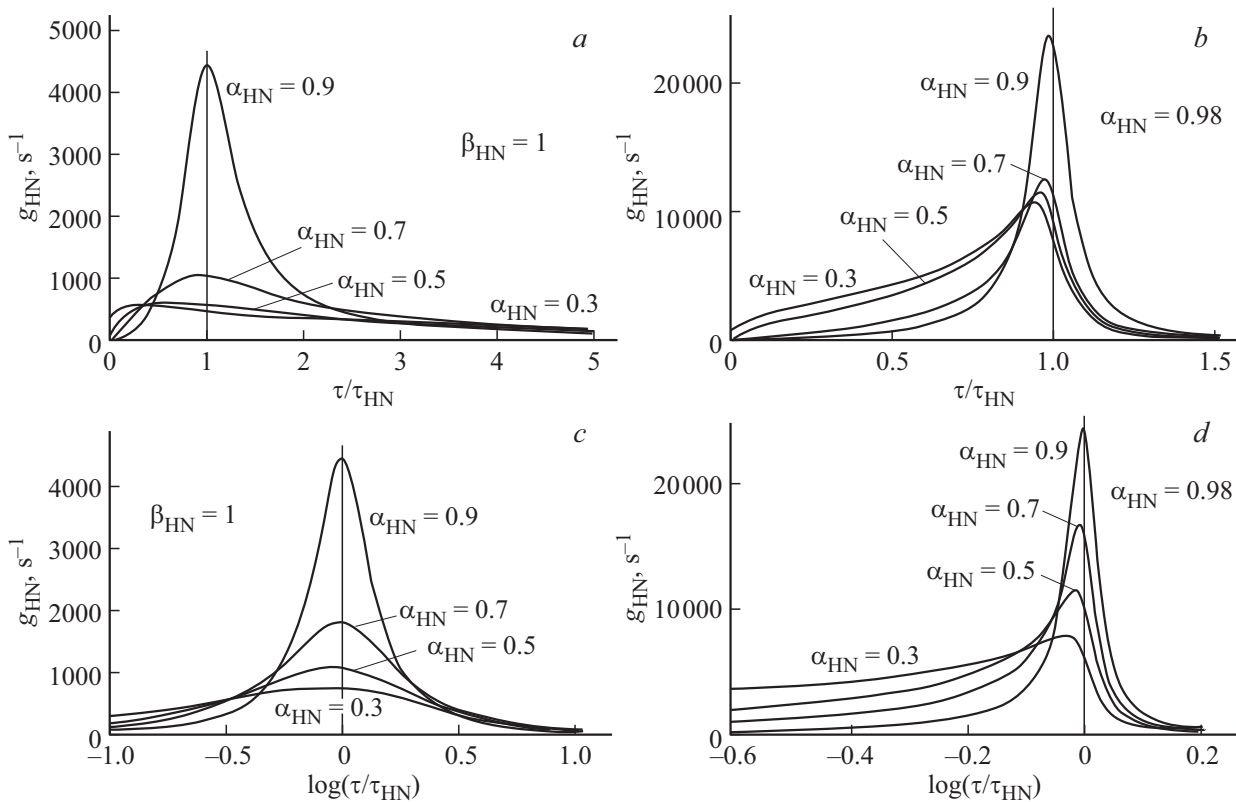 a
5000
4000
3000
2000
1000
0
g_HN, s⁻¹
α_HN = 0.9
β_HN = 1
α_HN = 0.7
α_HN = 0.5
α_HN = 0.3
0 1 2 3 4 5
τ/τ_HN
b
20000
10000
0
g_HN, s⁻¹
α_HN = 0.9
α_HN = 0.98
α_HN = 0.7
α_HN = 0.5
α_HN = 0.3
0 0.5 1.0 1.5
τ/τ_HN
c
4000
3000
2000
1000
0
g_HN, s⁻¹
β_HN = 1
α_HN = 0.9
α_HN = 0.7
α_HN = 0.5
α_HN = 0.3
–1.0 –0.5 0 0.5 1.0
log(τ/τ_HN)
d
20000
10000
0
g_HN, s⁻¹
α_HN = 0.9
α_HN = 0.98
α_HN = 0.7
α_HN = 0.5
α_HN = 0.3
–0.6 –0.4 –0.2 0 0.2
log(τ/τ_HN)